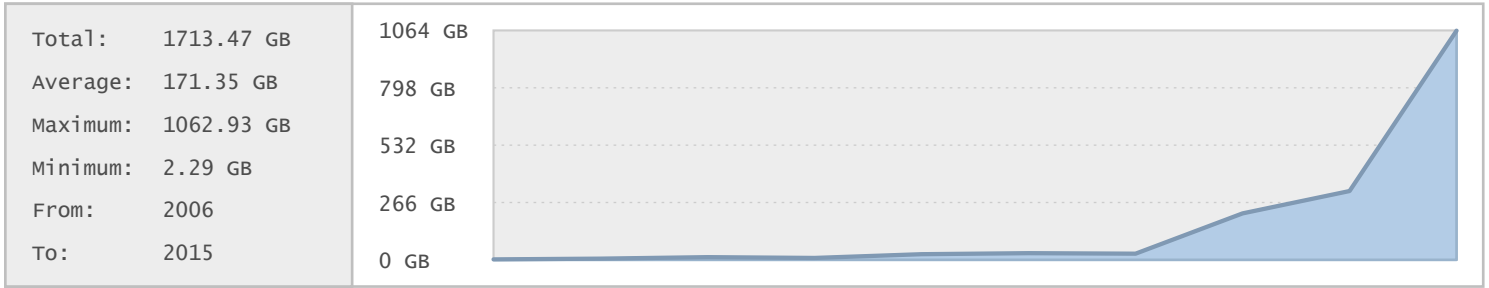 Total: 1713.47 GB
Average: 171.35 GB
Maximum: 1062.93 GB
Minimum: 2.29 GB
From: 2006
To: 2015
1064 GB
798 GB
532 GB
266 GB
0 GB